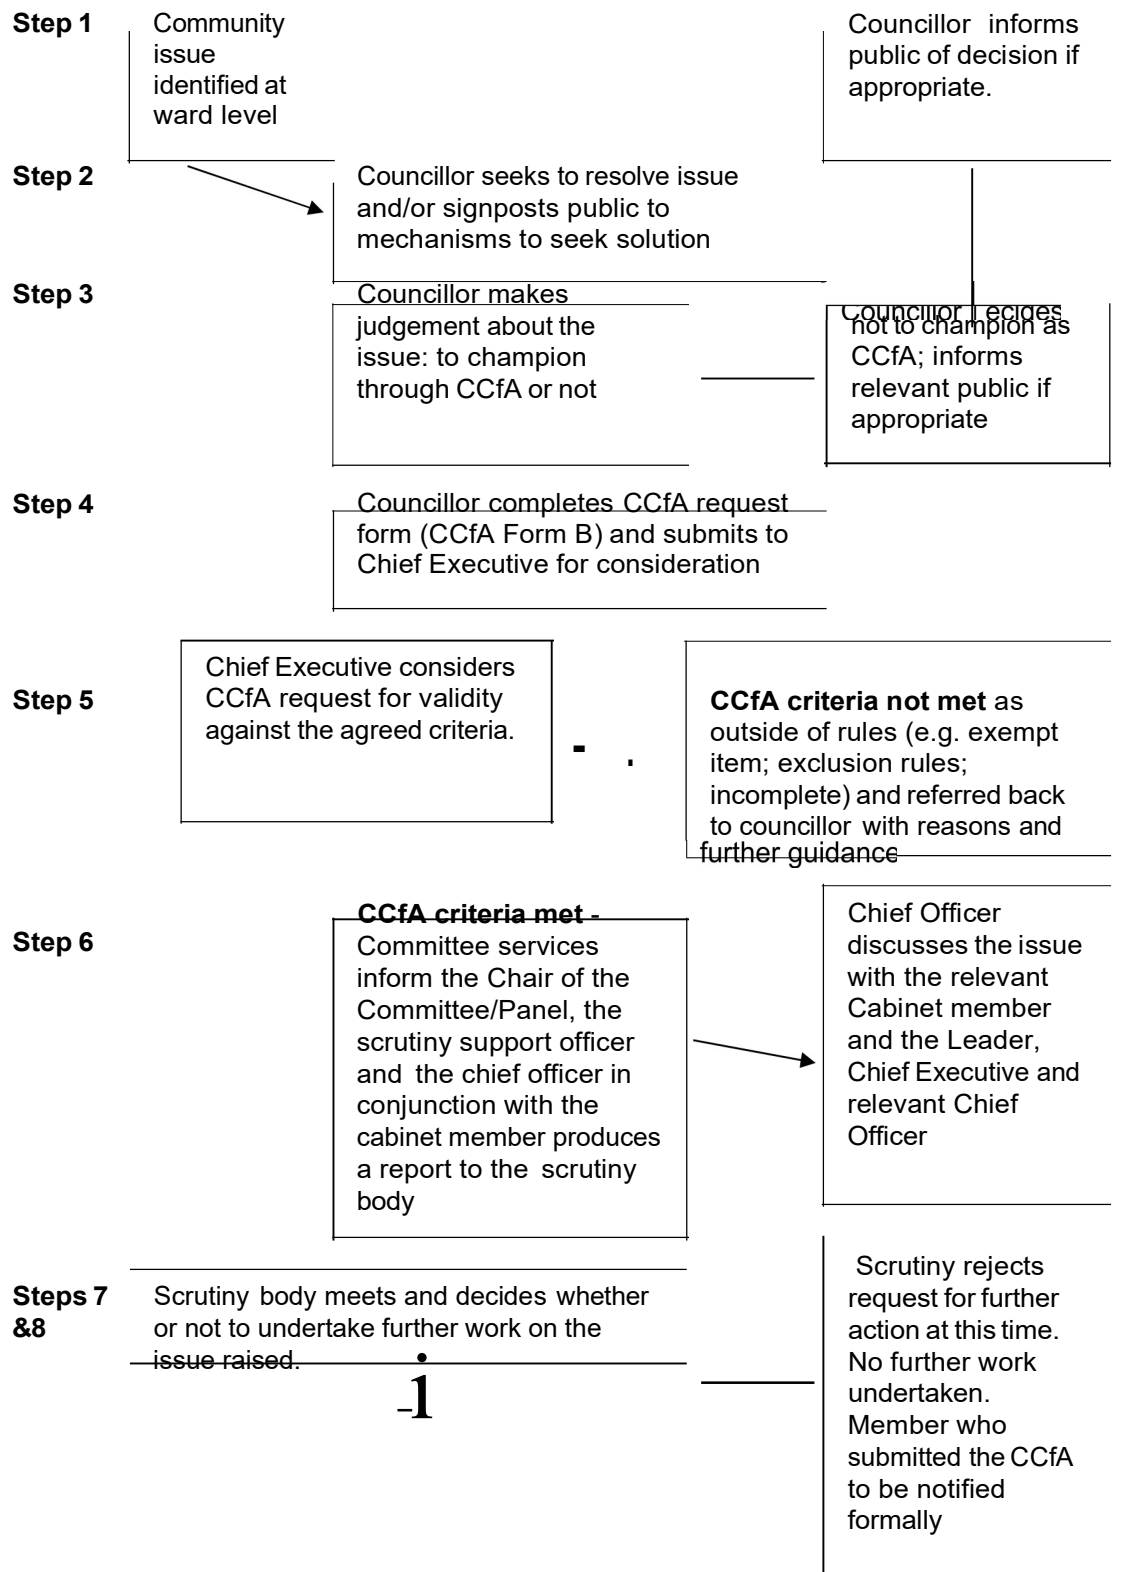 Step 1
Community
issue
identified at
ward level
Councillor informs
public of decision if
appropriate.
Step 2
Councillor seeks to resolve issue
and/or signposts public to
mechanisms to seek solution
Step 3
Councillor makes
judgement about the
issue: to champion
through CCfA or not
Councillor ecides
not to champion as
CCfA; informs
relevant public if
appropriate
Step 4
Councillor completes CCfA request
form (CCfA Form B) and submits to
Chief Executive for consideration
Step 5
Chief Executive considers
CCfA request for validity
against the agreed criteria.
- .
CCfA criteria not met as
outside of rules (e.g. exempt
item; exclusion rules;
incomplete) and referred back
to councillor with reasons and
further guidance
Step 6
CCfA criteria met -
Committee services
inform the Chair of the
Committee/Panel, the
scrutiny support officer
and the chief officer in
conjunction with the
cabinet member produces
a report to the scrutiny
body
Chief Officer
discusses the issue
with the relevant
Cabinet member
and the Leader,
Chief Executive and
relevant Chief
Officer
Steps 7
&8
Scrutiny body meets and decides whether
or not to undertake further work on the
issue raised.
_i
Scrutiny rejects
request for further
action at this time.
No further work
undertaken.
Member who
submitted the CCfA
to be notified
formally